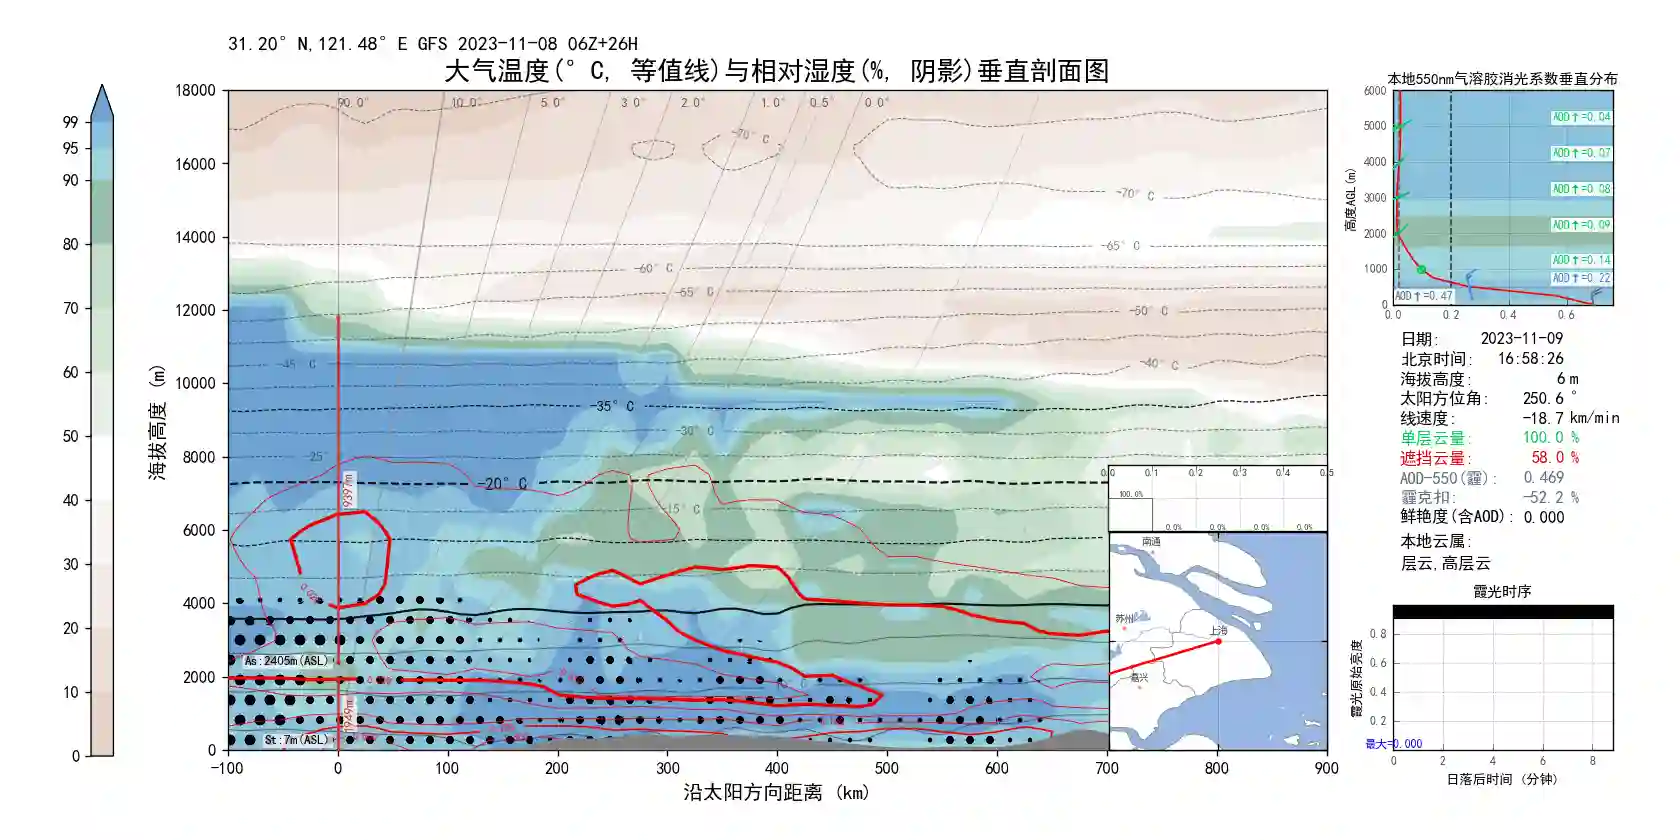 31.20°N,121.48°E GFS 2023-11-08 06Z+26H
大气温度(°C, 等值线)与相对湿度(%, 阴影)垂直剖面图
18000
16000
14000
12000
10000
8000
6000
4000
2000
0
海拔高度 (m)
-100 0 100 200 300 400 500 600 700 800 900
沿太阳方向距离 (km)
99
95
90
80
70
60
50
40
30
20
10
0
90.0° 10.0° 5.0° 3.0° 2.0° 1.0° 0.5° 0.0°
-70°C
-70°C
-65°C
-60°C
-55°C
-50°C
-45°C
-40°C
-35°C
-30°C
-25°
-20°C
-15°C
9397m
1949m
As:2405m(ASL)
St:7m(ASL)
0.0 0.1 0.2 0.3 0.4 0.5
100.0%
0.0% 0.0% 0.0% 0.0%
南通
苏州
上海
嘉兴
本地550nm气溶胶消光系数垂直分布
6000
5000
4000
3000
2000
1000
0
高度AGL(m)
0.0 0.2 0.4 0.6
AOD↑=0.04
AOD↑=0.07
AOD↑=0.08
AOD↑=0.09
AOD↑=0.14
AOD↑=0.22
AOD↑=0.47
日期: 2023-11-09
北京时间: 16:58:26
海拔高度: 6 m
太阳方位角: 250.6 °
线速度: -18.7 km/min
单层云量: 100.0 %
遮挡云量: 58.0 %
AOD-550(霾): 0.469
霾克扣: -52.2 %
鲜艳度(含AOD): 0.000
本地云属:
层云,高层云
霞光时序
0.8
0.6
0.4
0.2
霞光原始亮度
最大=0.000
0 2 4 6 8
日落后时间 (分钟)